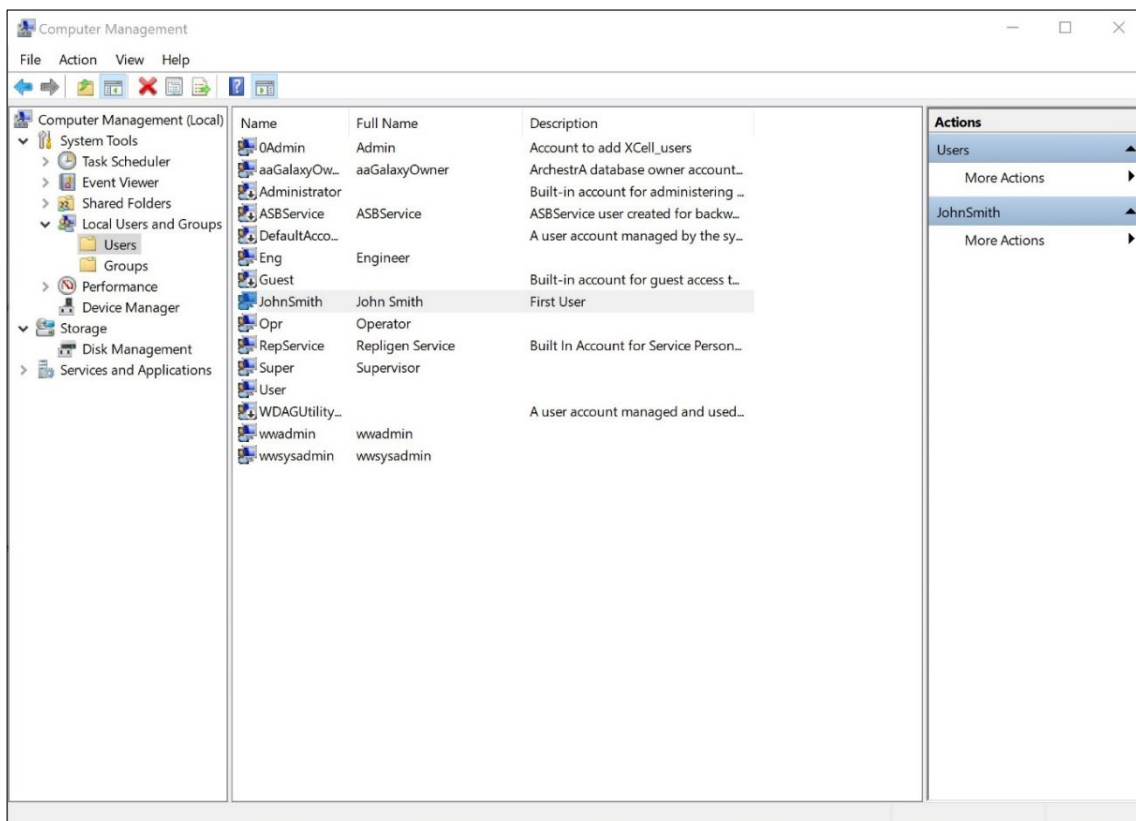 Computer Management
File Action View Help
Computer Management (Local)
System Tools
Task Scheduler
Event Viewer
Shared Folders
Local Users and Groups
Users
Groups
Performance
Device Manager
Storage
Disk Management
Services and Applications
Name Full Name Description
0Admin Admin Account to add XCell_users
aaGalaxyOw... aaGalaxyOwner ArchestrA database owner account...
Administrator Built-in account for administering ...
ASBService ASBService ASBService user created for backw...
DefaultAcco... A user account managed by the sy...
Eng Engineer
Guest Built-in account for guest access t...
JohnSmith John Smith First User
Opr Operator
RepService Repligen Service Built In Account for Service Person...
Super Supervisor
User
WDAGUtility... A user account managed and used...
wwadmin wwadmin
wwsysadmin wwsysadmin
Actions
Users
More Actions
JohnSmith
More Actions